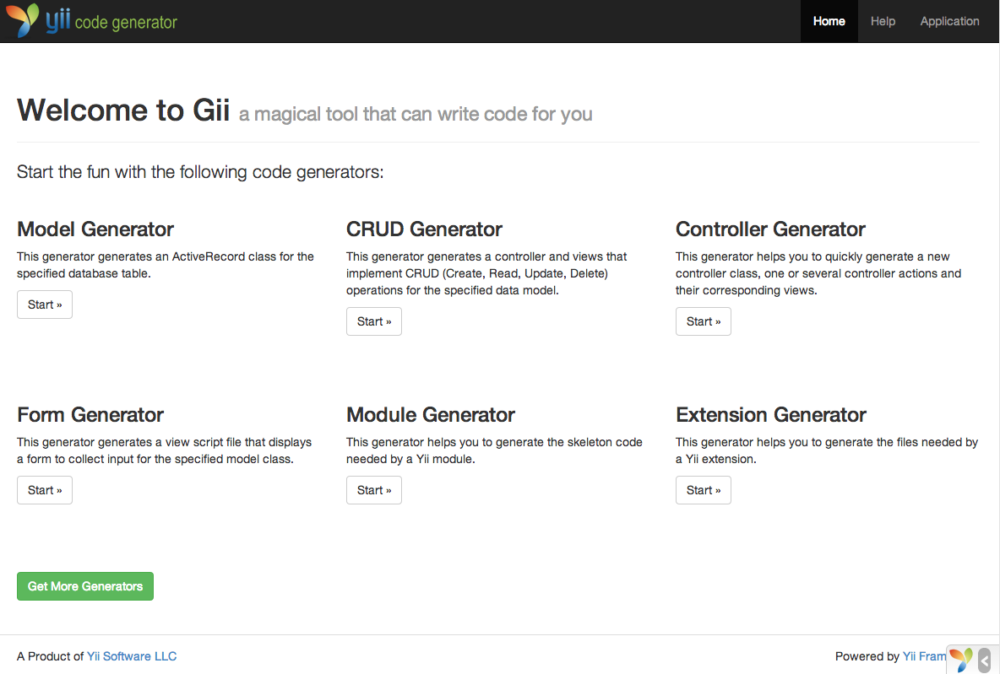 yii code generator
Home Help Application
Welcome to Gii a magical tool that can write code for you
Start the fun with the following code generators:
Model Generator
This generator generates an ActiveRecord class for the
specified database table.
Start »
CRUD Generator
This generator generates a controller and views that
implement CRUD (Create, Read, Update, Delete)
operations for the specified data model.
Start »
Controller Generator
This generator helps you to quickly generate a new
controller class, one or several controller actions and
their corresponding views.
Start »
Form Generator
This generator generates a view script file that displays
a form to collect input for the specified model class.
Start »
Module Generator
This generator helps you to generate the skeleton code
needed by a Yii module.
Start »
Extension Generator
This generator helps you to generate the files needed by
a Yii extension.
Start »
Get More Generators
A Product of Yii Software LLC
Powered by Yii Fram